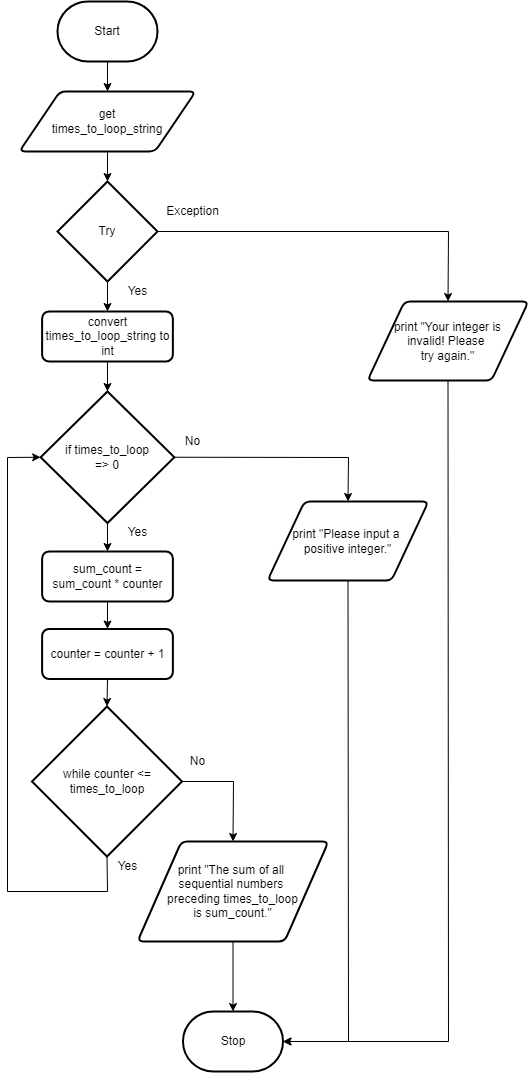 Start
get
times_to_loop_string
Try
Exception
Yes
convert
times_to_loop_string to
int
print "Your integer is
invalid! Please
try again."
if times_to_loop
=> 0
No
Yes
print "Please input a
positive integer."
sum_count =
sum_count * counter
counter = counter + 1
while counter <=
times_to_loop
No
Yes
print "The sum of all
sequential numbers
preceding times_to_loop
is sum_count."
Stop